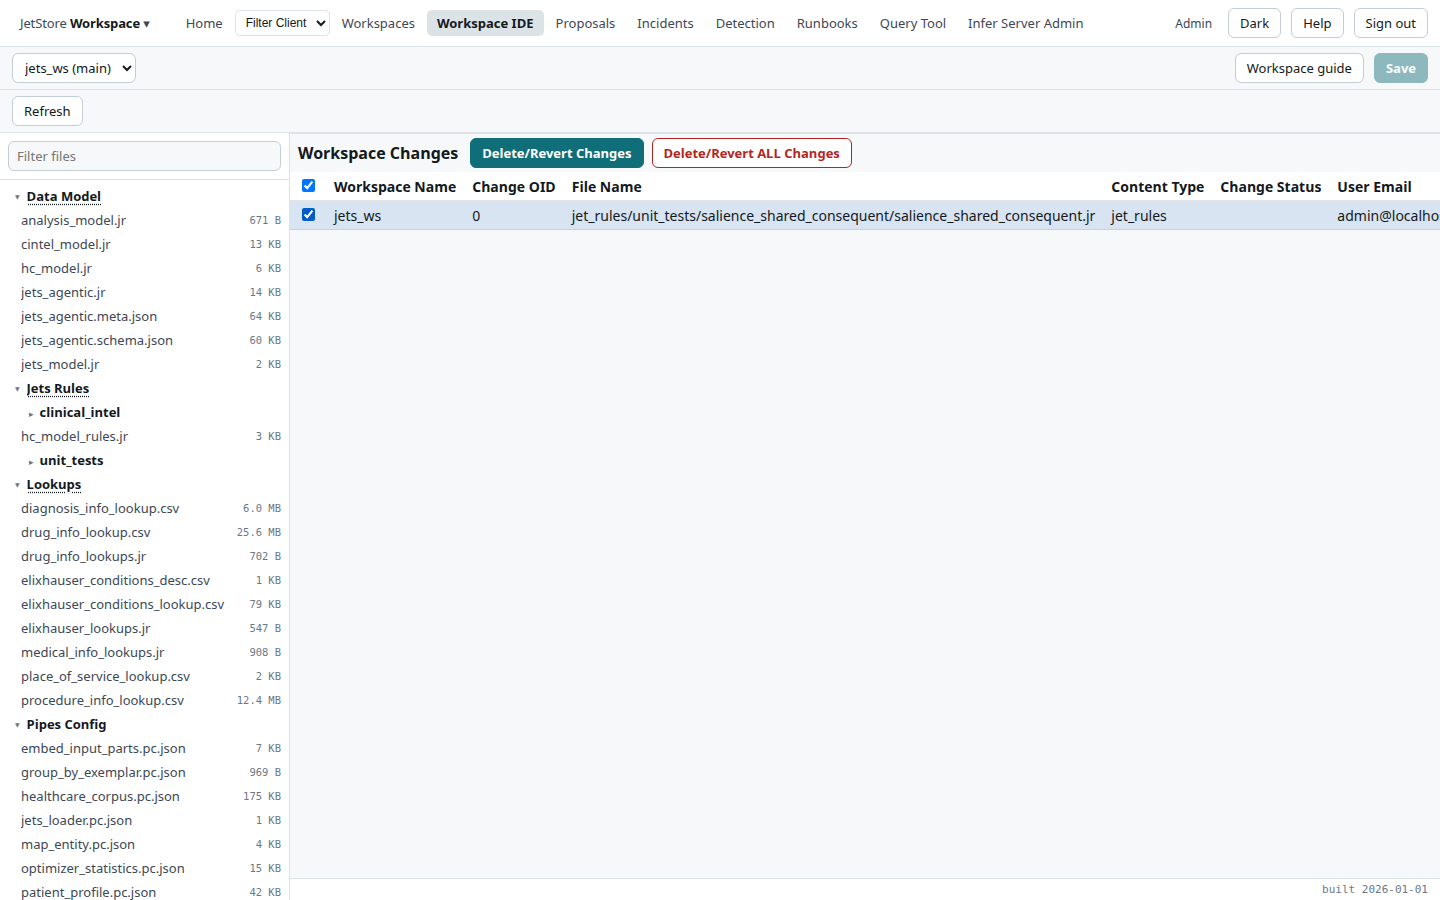 JetStore Workspace ▾ Home Filter Client Workspaces Workspace IDE Proposals Incidents Detection Runbooks Query Tool Infer Server Admin Admin Dark Help Sign out
jets_ws (main) Workspace guide Save
Refresh
Filter files
Data Model
analysis_model.jr 671 B
cintel_model.jr 13 KB
hc_model.jr 6 KB
jets_agentic.jr 14 KB
jets_agentic.meta.json 64 KB
jets_agentic.schema.json 60 KB
jets_model.jr 2 KB
Jets Rules
clinical_intel
hc_model_rules.jr 3 KB
unit_tests
Lookups
diagnosis_info_lookup.csv 6.0 MB
drug_info_lookup.csv 25.6 MB
drug_info_lookups.jr 702 B
elixhauser_conditions_desc.csv 1 KB
elixhauser_conditions_lookup.csv 79 KB
elixhauser_lookups.jr 547 B
medical_info_lookups.jr 908 B
place_of_service_lookup.csv 2 KB
procedure_info_lookup.csv 12.4 MB
Pipes Config
embed_input_parts.pc.json 7 KB
group_by_exemplar.pc.json 969 B
healthcare_corpus.pc.json 175 KB
jets_loader.pc.json 1 KB
map_entity.pc.json 4 KB
optimizer_statistics.pc.json 15 KB
patient_profile.pc.json 42 KB
Workspace Changes Delete/Revert Changes Delete/Revert ALL Changes
Workspace Name Change OID File Name Content Type Change Status User Email
jets_ws 0 jet_rules/unit_tests/salience_shared_consequent/salience_shared_consequent.jr jet_rules admin@localho
built 2026-01-01